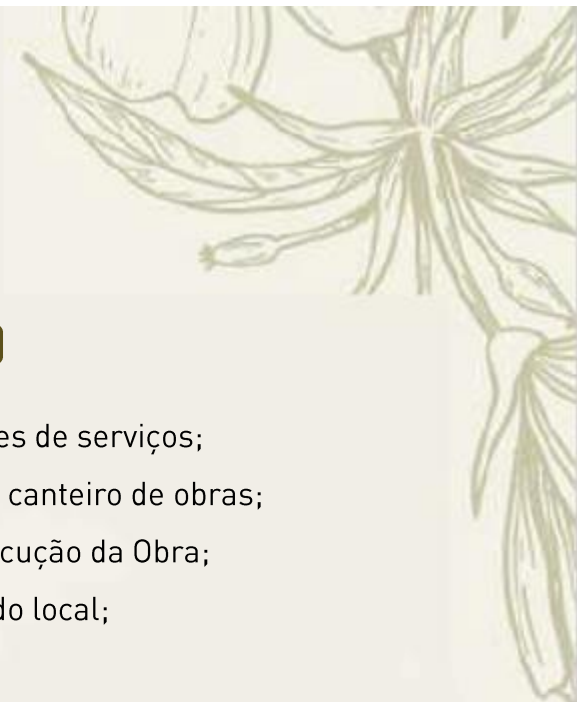 es de serviços;
canteiro de obras;
cução da Obra;
do local;